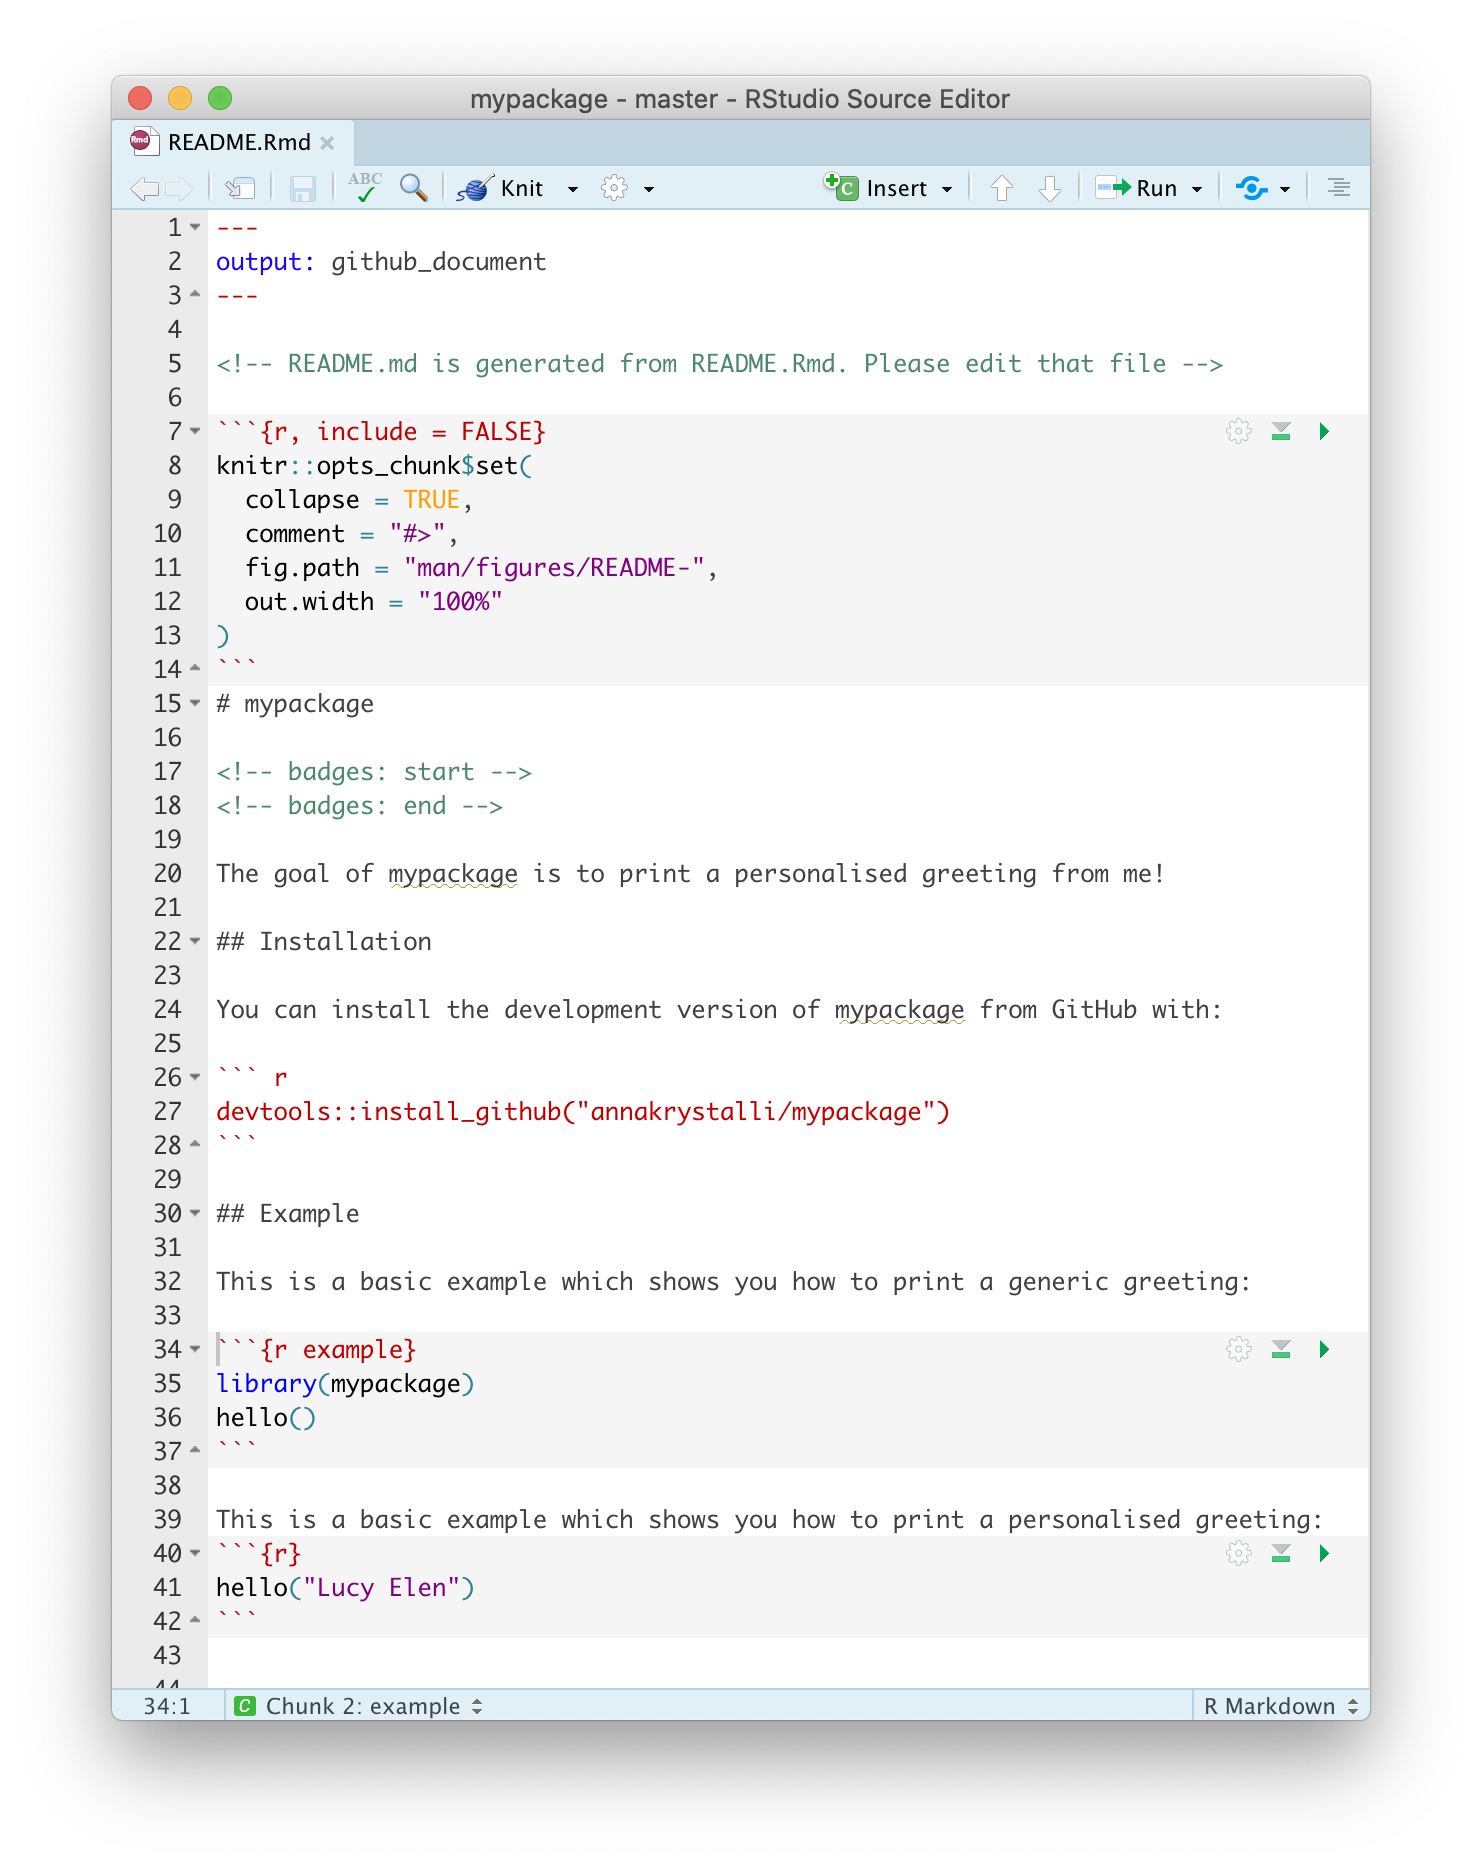 mypackage - master - RStudio Source Editor
Rmd README.Rmd
ABC Knit Insert Run
1 ---
2 output: github_document
3 ---
4
5 <!-- README.md is generated from README.Rmd. Please edit that file -->
6
7 ```{r, include = FALSE}
8 knitr::opts_chunk$set(
9   collapse = TRUE,
10   comment = "#>",
11   fig.path = "man/figures/README-",
12   out.width = "100%"
13 )
14 ```
15 # mypackage
16
17 <!-- badges: start -->
18 <!-- badges: end -->
19
20 The goal of mypackage is to print a personalised greeting from me!
21
22 ## Installation
23
24 You can install the development version of mypackage from GitHub with:
25
26 ``` r
27 devtools::install_github("annakrystalli/mypackage")
28 ```
29
30 ## Example
31
32 This is a basic example which shows you how to print a generic greeting:
33
34 ```{r example}
35 library(mypackage)
36 hello()
37 ```
38
39 This is a basic example which shows you how to print a personalised greeting:
40 ```{r}
41 hello("Lucy Elen")
42 ```
43
44
34:1 C Chunk 2: example R Markdown